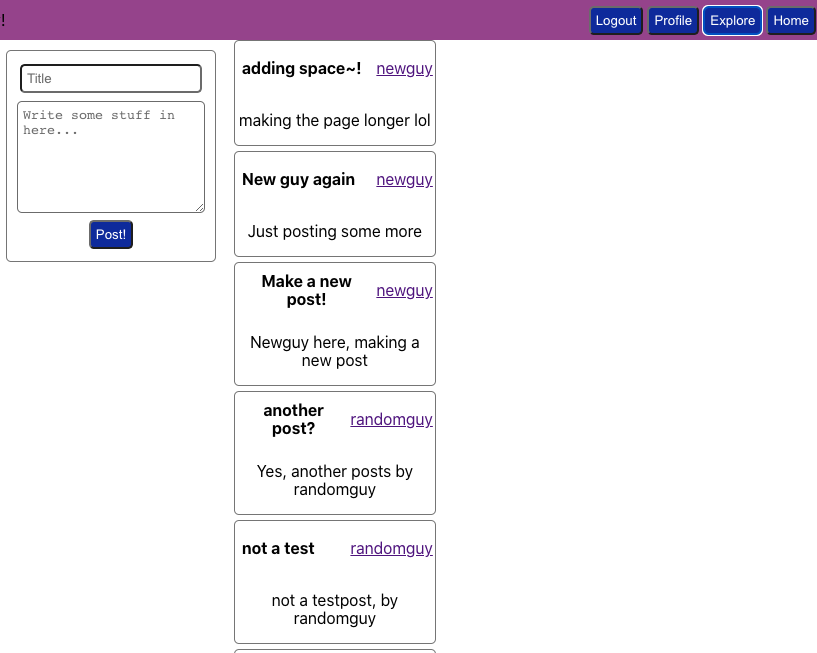 !
Logout Profile Explore Home
Title
Write some stuff in
here...
Post!
adding space~! newguy
making the page longer lol
New guy again newguy
Just posting some more
Make a new
post!
newguy
Newguy here, making a
new post
another
post?
randomguy
Yes, another posts by
randomguy
not a test randomguy
not a testpost, by
randomguy